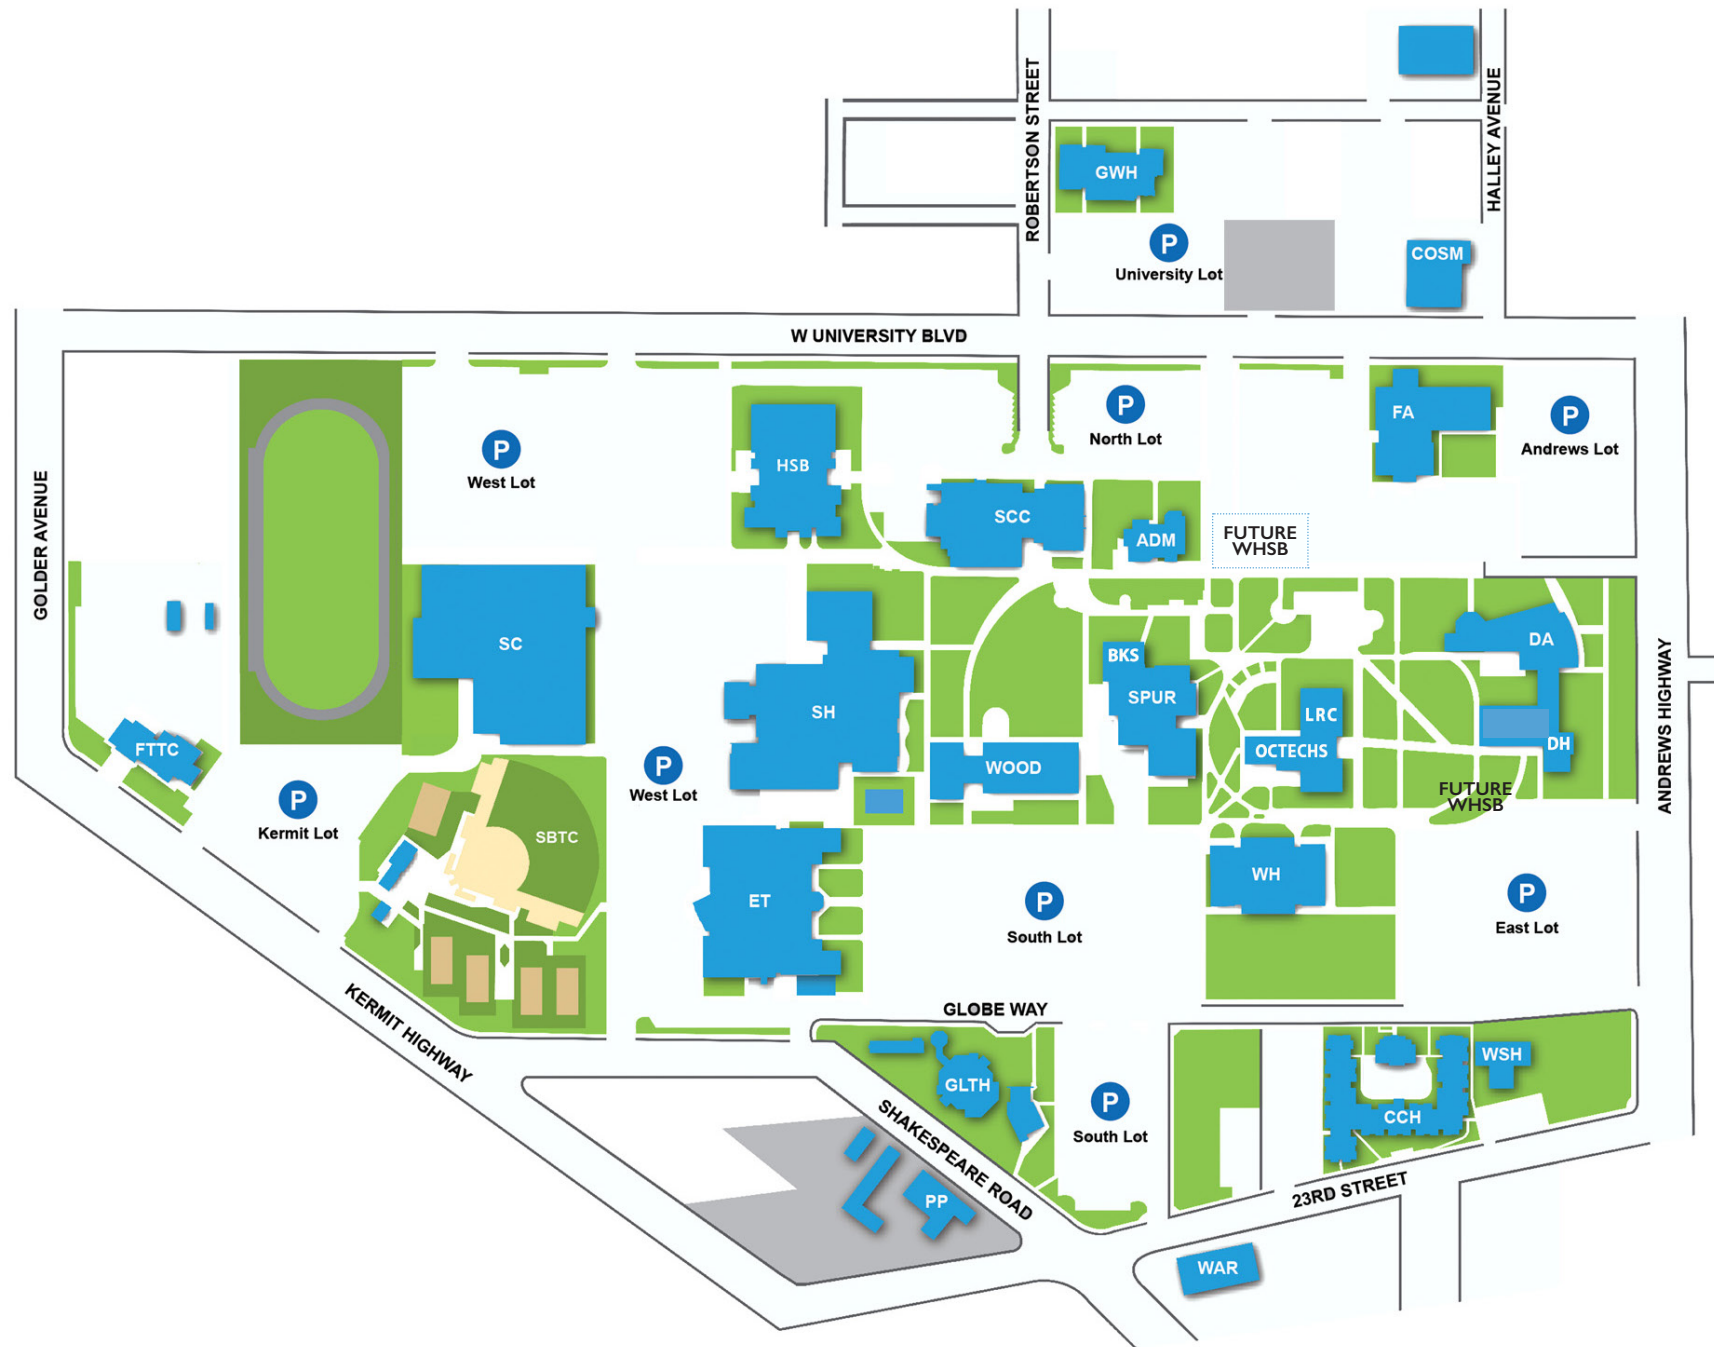 ROBERTSON STREET
HALLEY AVENUE
GWH
P
University Lot
COSM
W UNIVERSITY BLVD
GOLDER AVENUE
P
West Lot
HSB
P
North Lot
FA
P
Andrews Lot
SCC
ADM
FUTURE
WHSB
SC
BKS
SPUR
DA
ANDREWS HIGHWAY
SH
LRC
OCTECHS
DH
FTTC
WOOD
P
West Lot
P
Kermit Lot
FUTURE
WHSB
SBTC
ET
WH
P
South Lot
P
East Lot
GLOBE WAY
KERMIT HIGHWAY
GLTH
WSH
P
South Lot
CCH
SHAKESPEARE ROAD
PP
23RD STREET
WAR